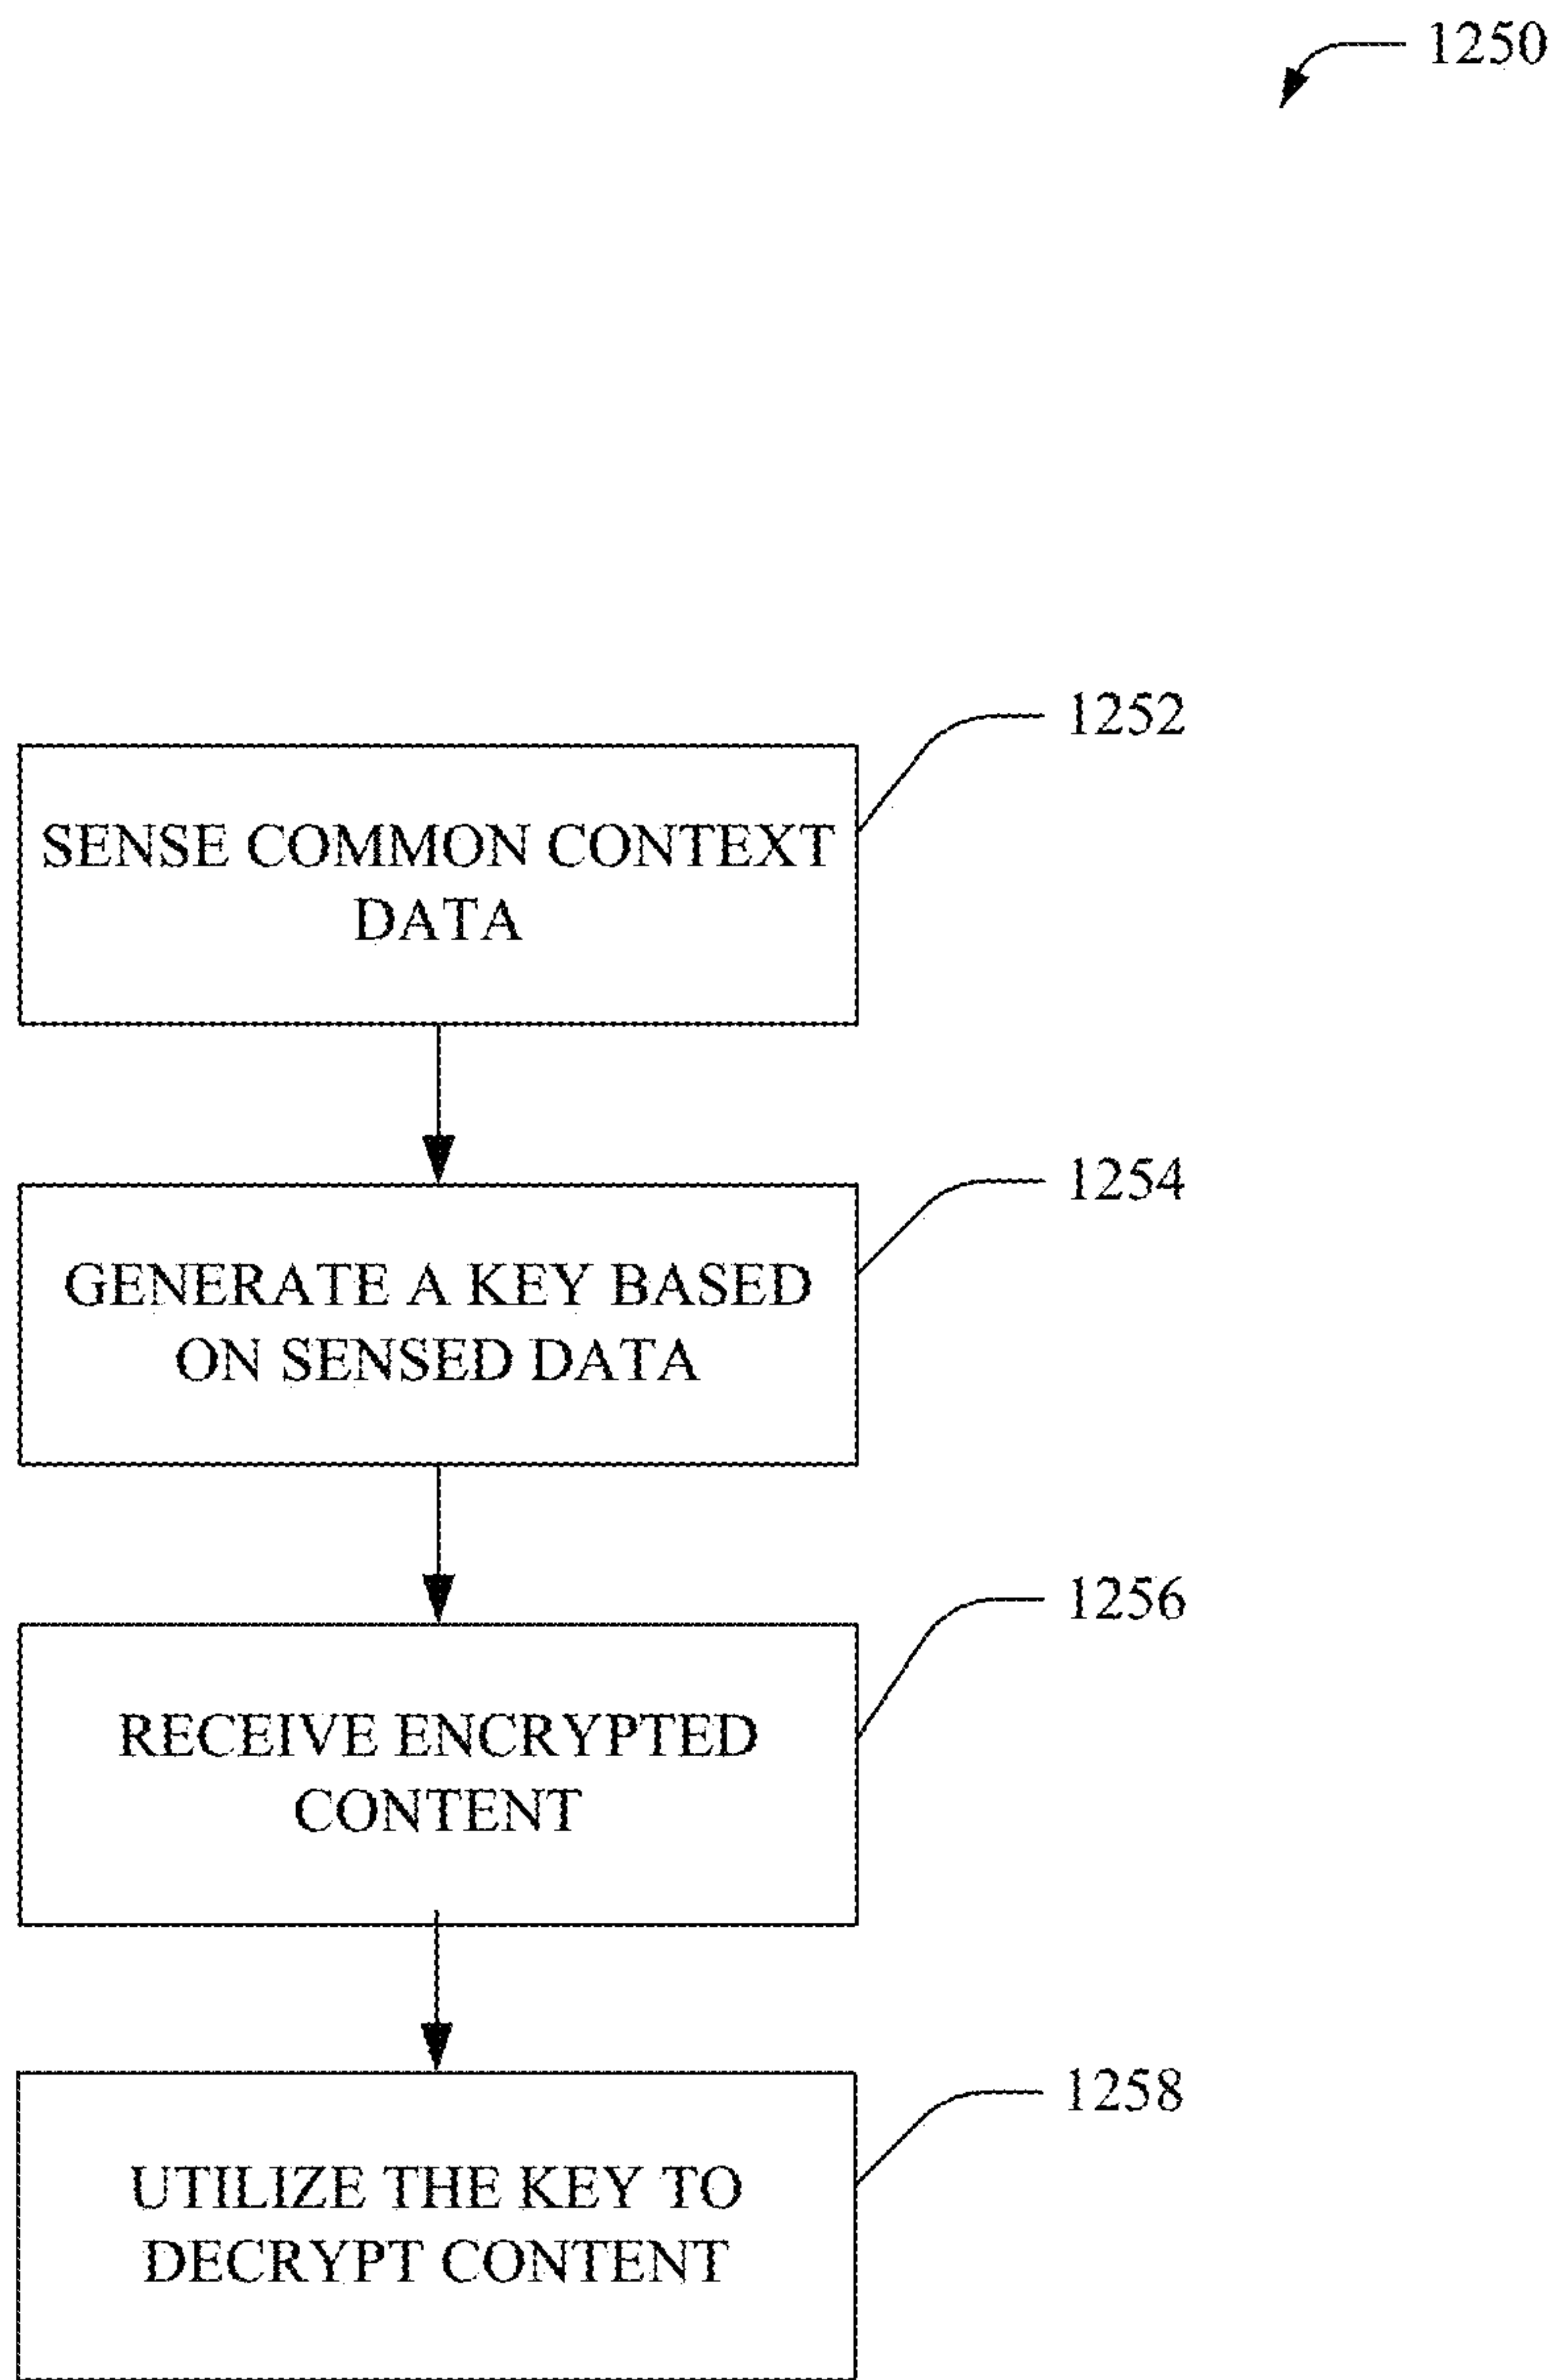 1250
1252
SENSE COMMON CONTEXT
DATA
1254
GENERATE A KEY BASED
ON SENSED DATA
1256
RECEIVE ENCRYPTED
CONTENT
1258
UTILIZE THE KEY TO
DECRYPT CONTENT